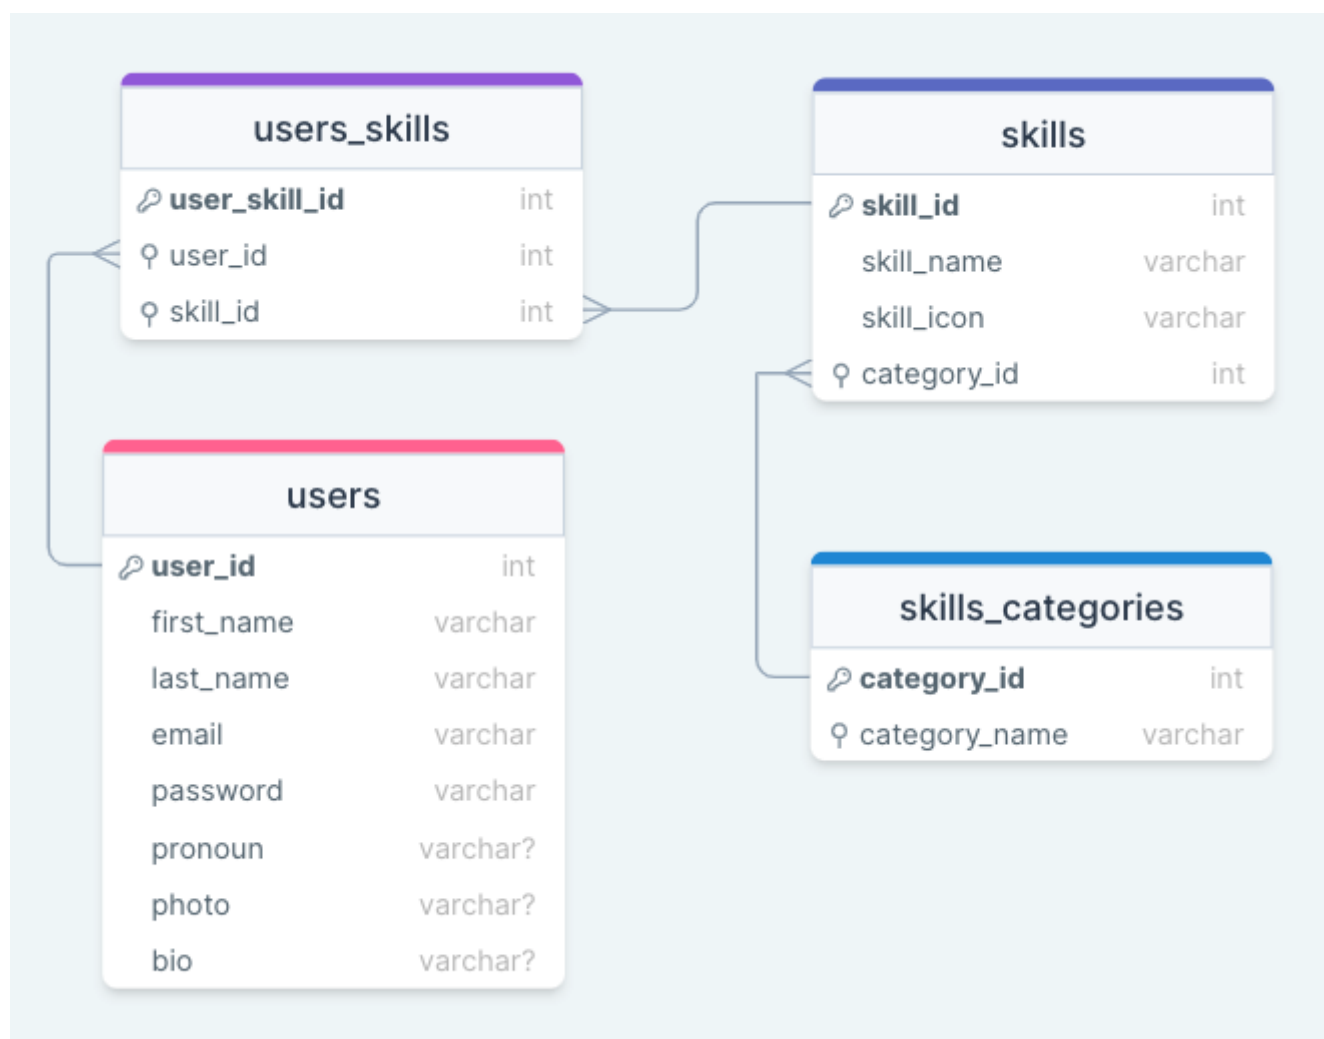 users_skills
user_skill_id int
user_id int
skill_id int
skills
skill_id int
skill_name varchar
skill_icon varchar
category_id int
users
user_id int
first_name varchar
last_name varchar
email varchar
password varchar
pronoun varchar?
photo varchar?
bio varchar?
skills_categories
category_id int
category_name varchar